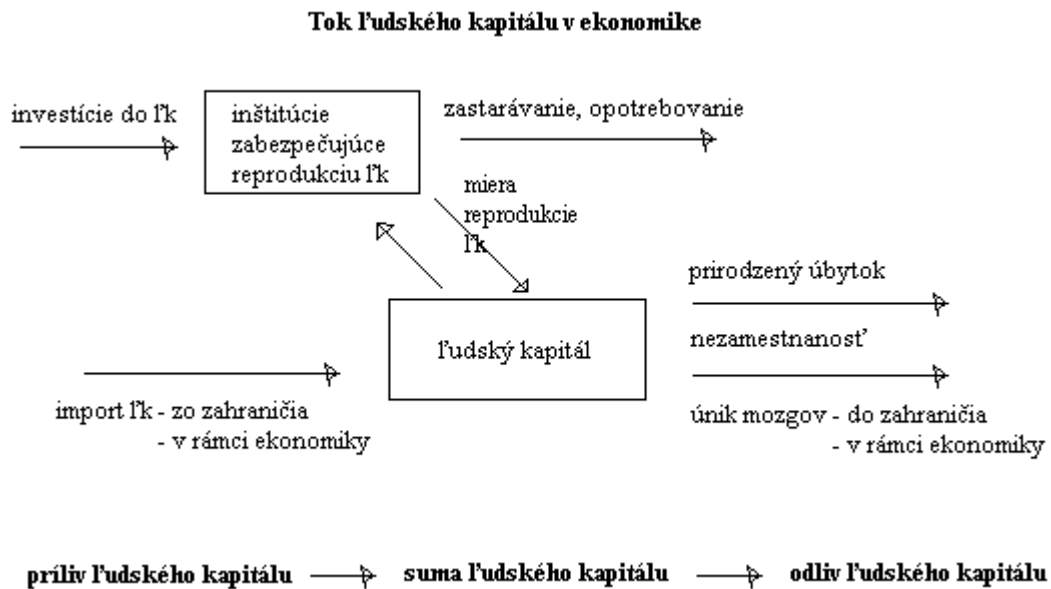 Tok ľudského kapitálu v ekonomike
investície do ľk
inštitúcie
zabezpečujúce
reprodukciu ľk
zastarávanie, opotrebovanie
miera
reprodukcie
ľk
prirodzený úbytok
ľudský kapitál
nezamestnanosť
import ľk - zo zahraničia
- v rámci ekonomiky
únik mozgov - do zahraničia
- v rámci ekonomiky
príliv ľudského kapitálu
suma ľudského kapitálu
odliv ľudského kapitálu